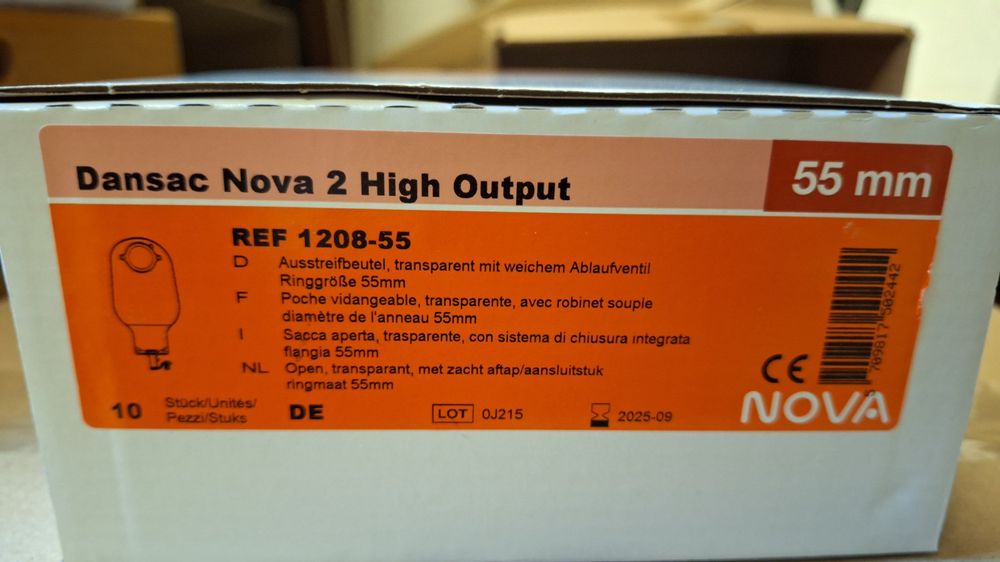 Dansac Nova 2 High Output
55 mm
REF 1208-55
D Ausstreifbeutel, transparent mit weichem Ablaufventil
Ringgröße 55mm
F Poche vidangeable, transparente, avec robinet souple
diamètre de l'anneau 55mm
I Sacca aperta, trasparente, con sistema di chiusura integrata
flangia 55mm
NL Open, transparant, met zacht aftap/aansluitstuk
ringmaat 55mm
10 Stück/Unités/
Pezzi/Stuks
DE
LOT 0J215
2025-09
CE
5 709817 502442
NOVA